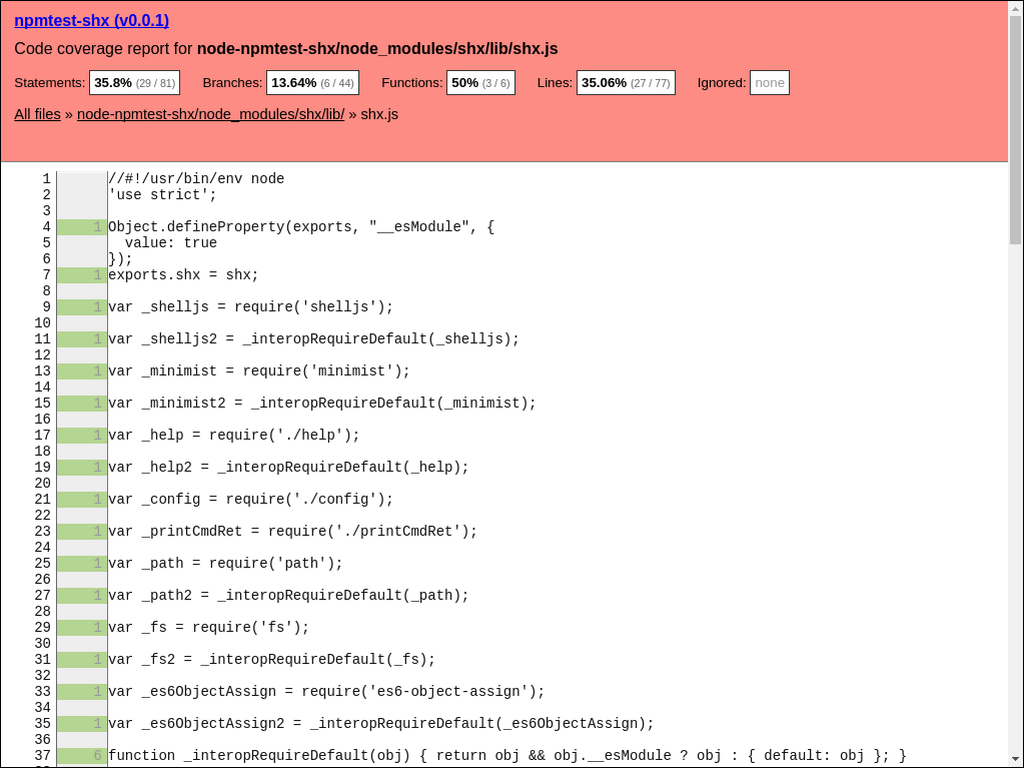 npmtest-shx (v0.0.1)
Code coverage report for node-npmtest-shx/node_modules/shx/lib/shx.js
Statements: 35.8% (29 / 81) Branches: 13.64% (6 / 44) Functions: 50% (3 / 6) Lines: 35.06% (27 / 77) Ignored: none
All files » node-npmtest-shx/node_modules/shx/lib/ » shx.js
1 //#!/usr/bin/env node
2 'use strict';
3
4 1 Object.defineProperty(exports, "__esModule", {
5   value: true
6 });
7 1 exports.shx = shx;
8
9 1 var _shelljs = require('shelljs');
10
11 1 var _shelljs2 = _interopRequireDefault(_shelljs);
12
13 1 var _minimist = require('minimist');
14
15 1 var _minimist2 = _interopRequireDefault(_minimist);
16
17 1 var _help = require('./help');
18
19 1 var _help2 = _interopRequireDefault(_help);
20
21 1 var _config = require('./config');
22
23 1 var _printCmdRet = require('./printCmdRet');
24
25 1 var _path = require('path');
26
27 1 var _path2 = _interopRequireDefault(_path);
28
29 1 var _fs = require('fs');
30
31 1 var _fs2 = _interopRequireDefault(_fs);
32
33 1 var _es6ObjectAssign = require('es6-object-assign');
34
35 1 var _es6ObjectAssign2 = _interopRequireDefault(_es6ObjectAssign);
36
37 6 function _interopRequireDefault(obj) { return obj && obj.__esModule ? obj : { default: obj }; }